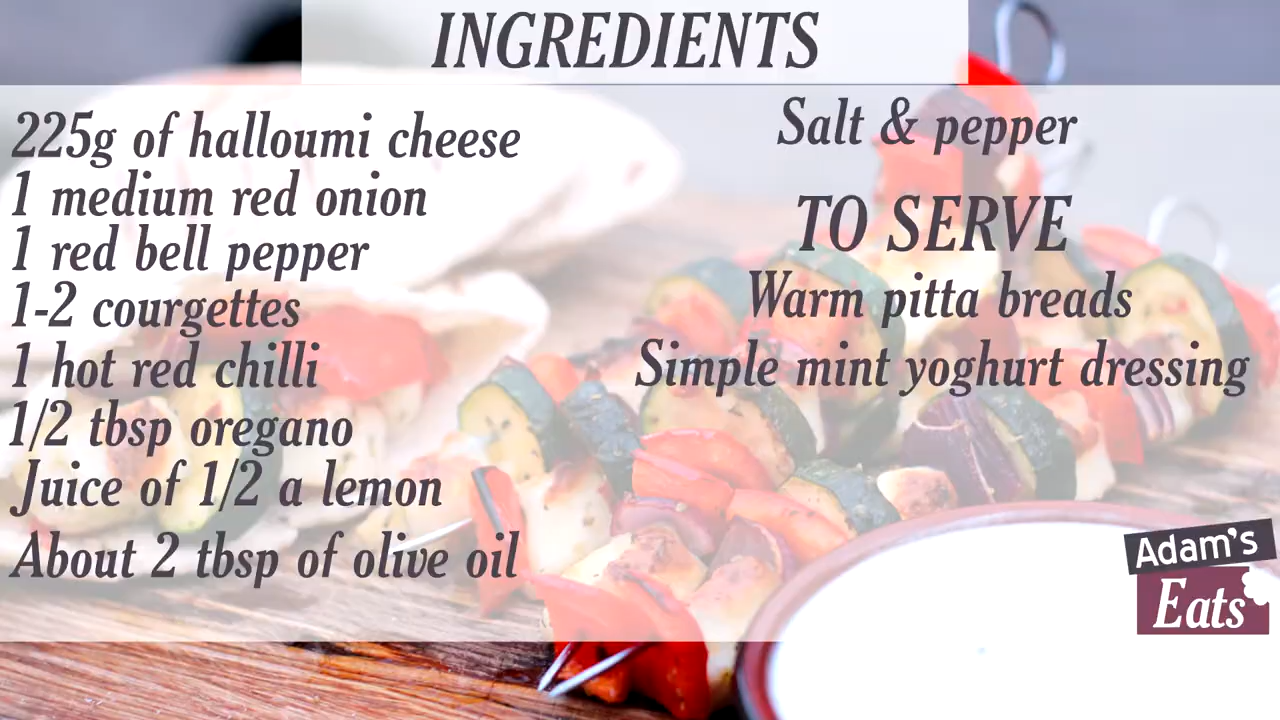 INGREDIENTS
225g of halloumi cheese
1 medium red onion
1 red bell pepper
1-2 courgettes
1 hot red chilli
1/2 tbsp oregano
Juice of 1/2 a lemon
About 2 tbsp of olive oil
Salt & pepper
TO SERVE
Warm pitta breads
Simple mint yoghurt dressing
Adam's
Eats